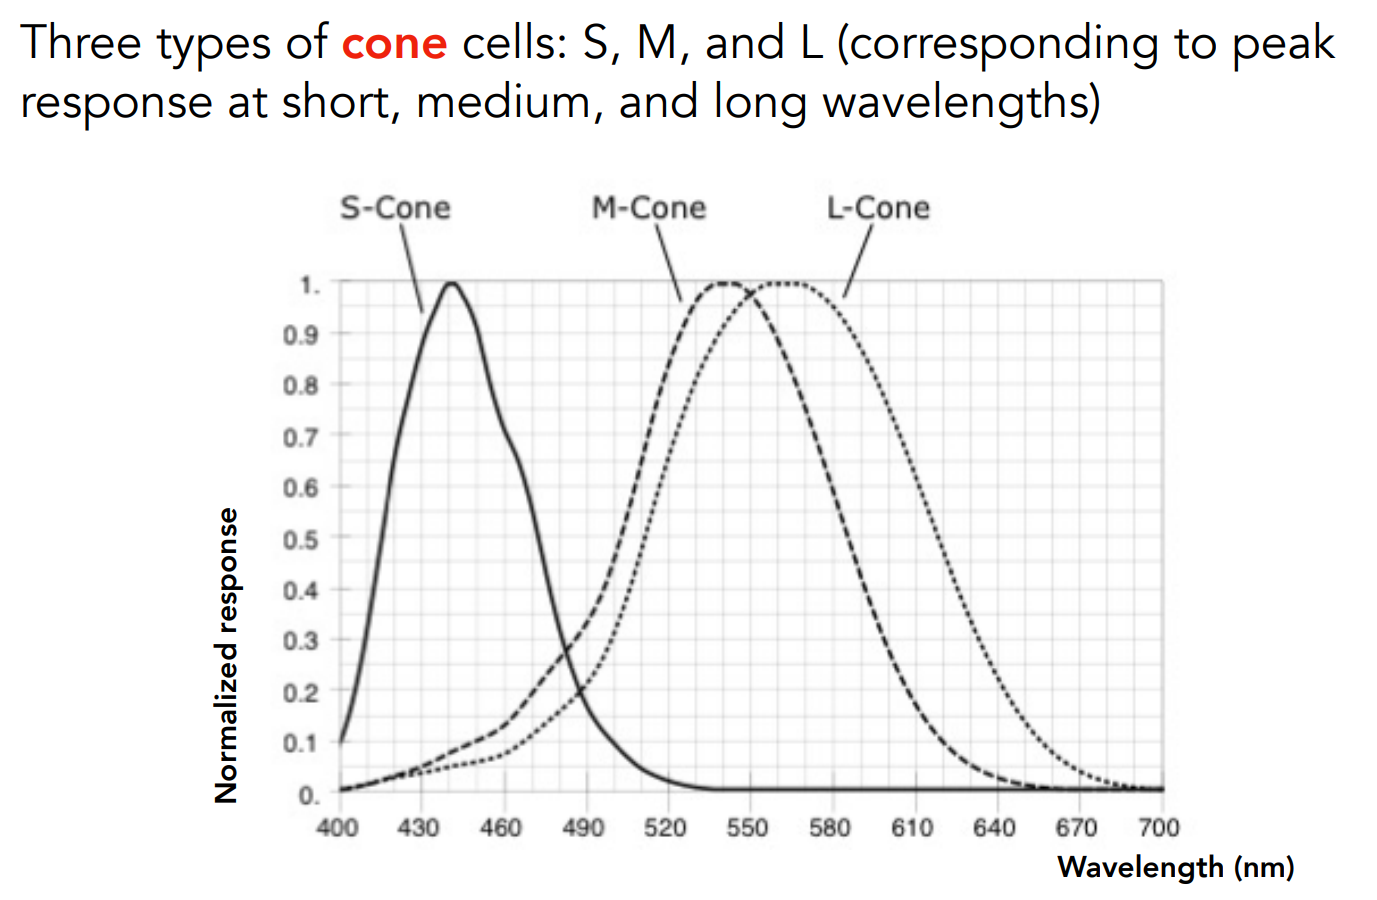 Three types of cone cells: S, M, and L (corresponding to peak
response at short, medium, and long wavelengths)
S-Cone M-Cone L-Cone
1.
0.9
0.8
0.7
0.6
0.5
0.4
0.3
0.2
0.1
0.
Normalized response
400 430 460 490 520 550 580 610 640 670 700
Wavelength (nm)